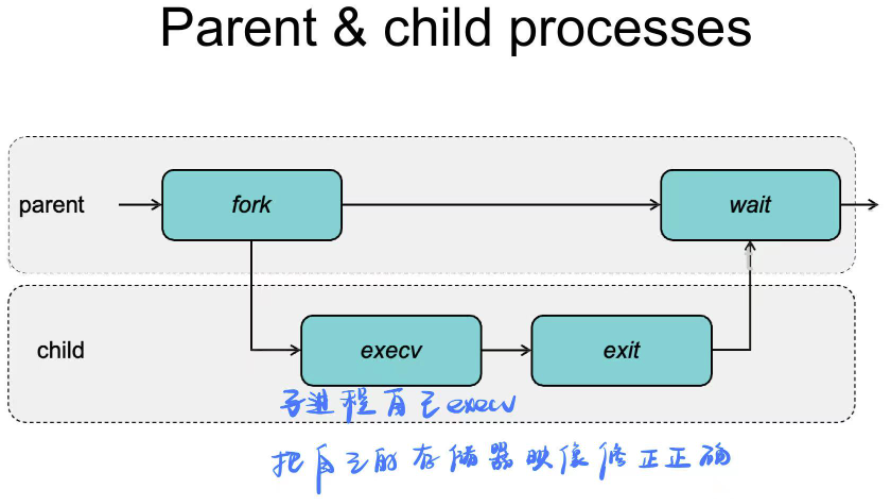 Parent & child processes
parent
fork
wait
child
execv
exit
子进程自己execv
把自己的存储器映像修正正确